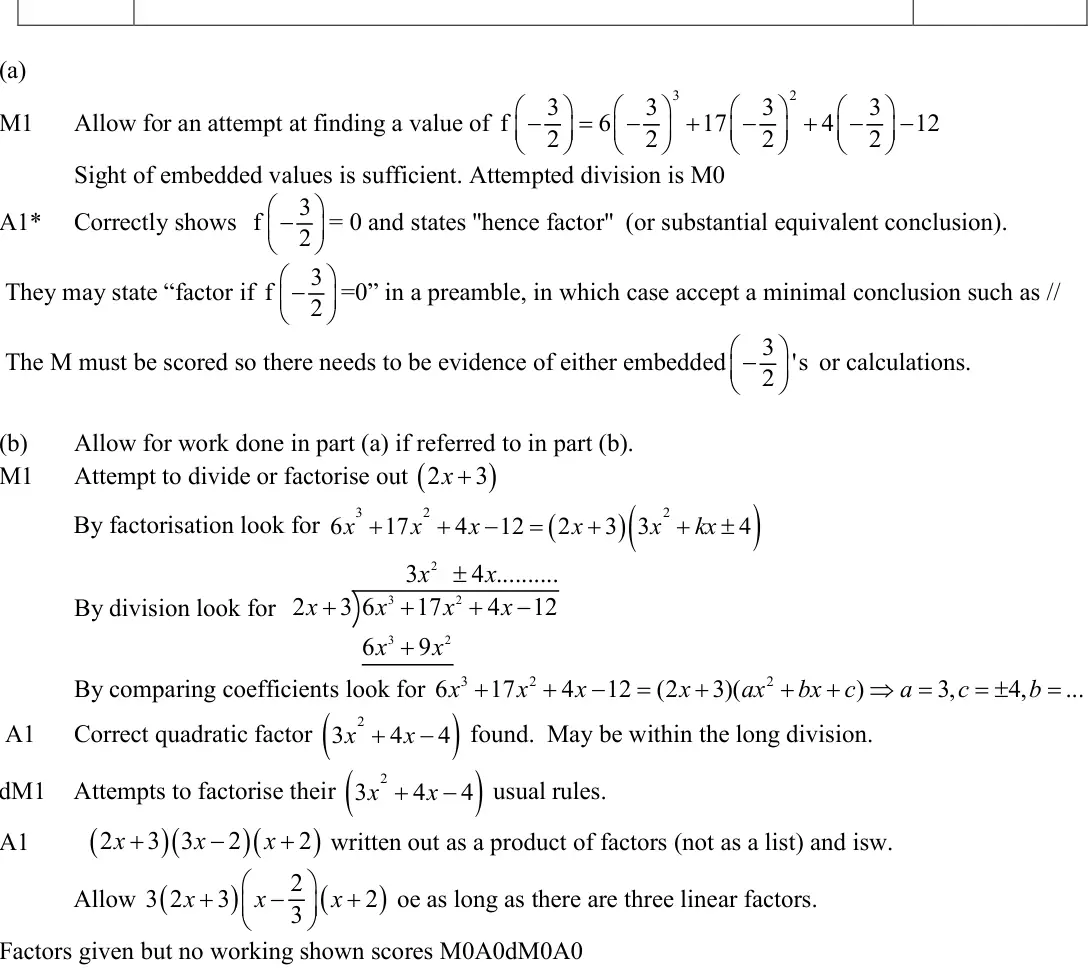 (a)
M1 Allow for an attempt at finding a value of f(−3/2) = 6(−3/2)³ + 17(−3/2)² + 4(−3/2) − 12
Sight of embedded values is sufficient. Attempted division is M0
A1* Correctly shows f(−3/2) = 0 and states "hence factor" (or substantial equivalent conclusion).
They may state “factor if f(−3/2) =0” in a preamble, in which case accept a minimal conclusion such as //
The M must be scored so there needs to be evidence of either embedded (−3/2)'s or calculations.
(b) Allow for work done in part (a) if referred to in part (b).
M1 Attempt to divide or factorise out (2x + 3)
By factorisation look for 6x³ + 17x² + 4x − 12 = (2x + 3)(3x² + kx ± 4)
3x² ± 4x..........
By division look for 2x + 3)6x³ + 17x² + 4x − 12
6x³ + 9x²
By comparing coefficients look for 6x³ + 17x² + 4x − 12 = (2x + 3)(ax² + bx + c) ⇒ a = 3, c = ±4, b = ...
A1 Correct quadratic factor (3x² + 4x − 4) found. May be within the long division.
dM1 Attempts to factorise their (3x² + 4x − 4) usual rules.
A1 (2x + 3)(3x − 2)(x + 2) written out as a product of factors (not as a list) and isw.
Allow 3(2x + 3)(x − 2/3)(x + 2) oe as long as there are three linear factors.
Factors given but no working shown scores M0A0dM0A0